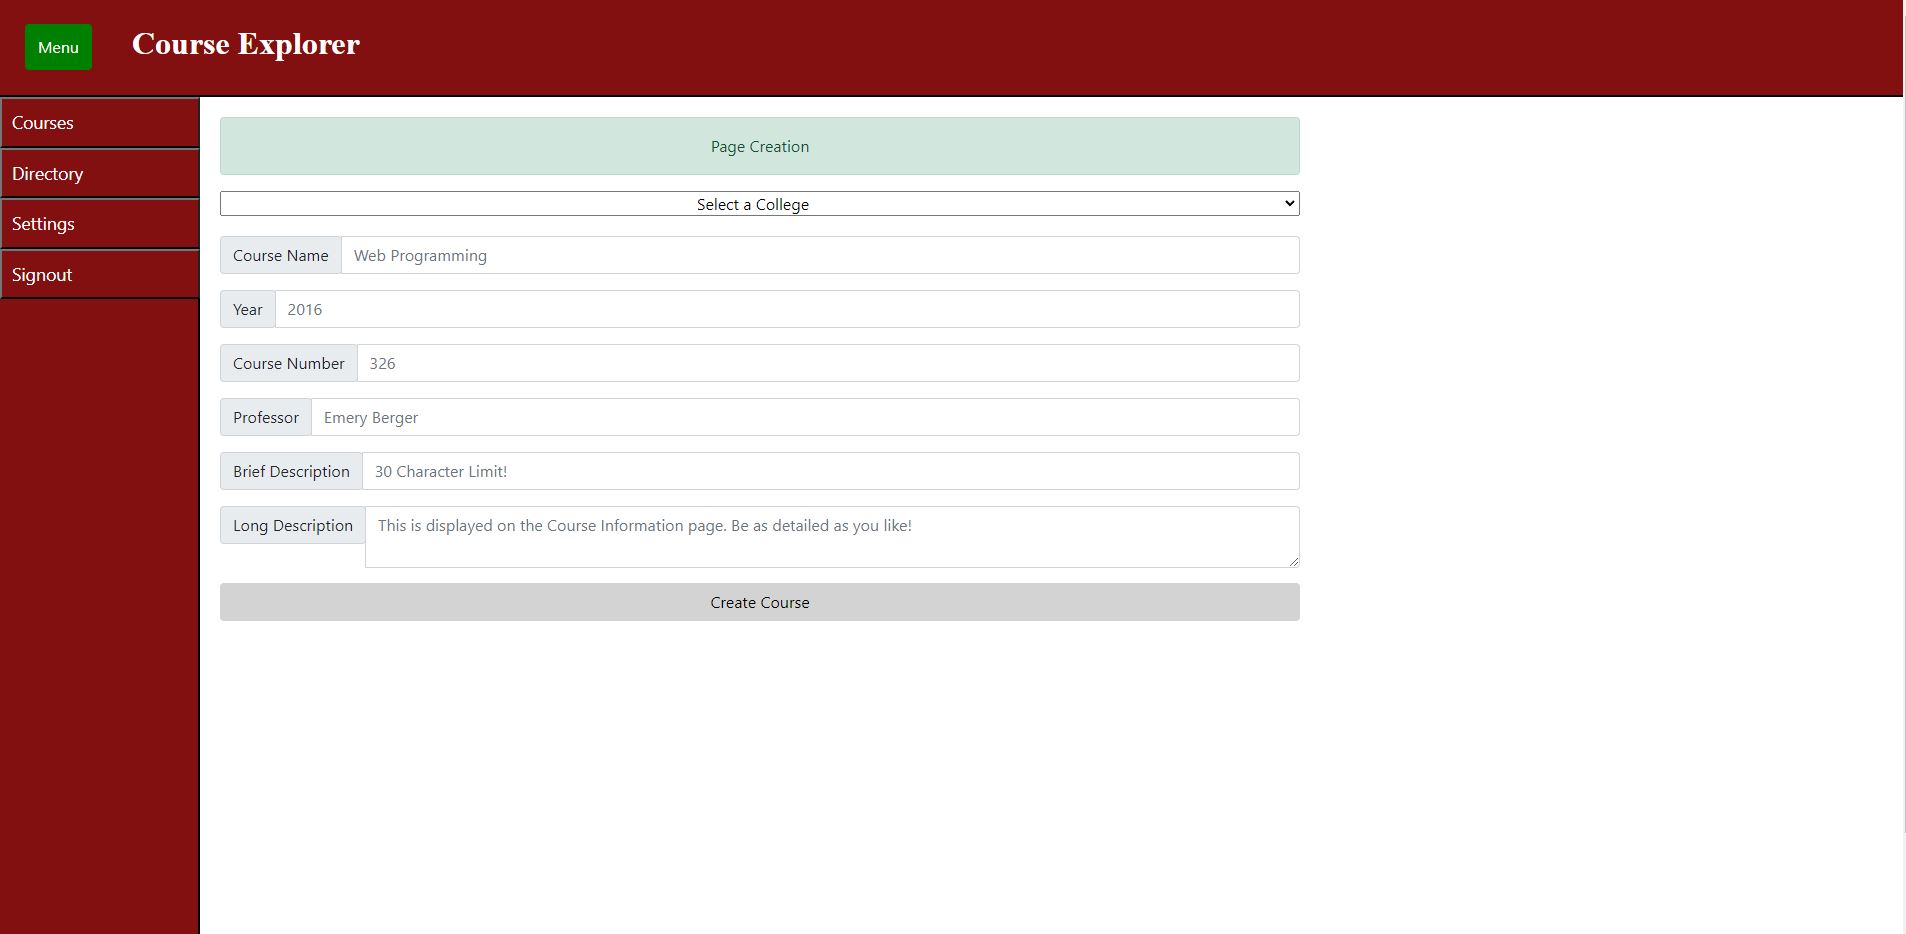 Menu
Course Explorer
Courses
Directory
Settings
Signout
Page Creation
Select a College
Course Name Web Programming
Year 2016
Course Number 326
Professor Emery Berger
Brief Description 30 Character Limit!
Long Description This is displayed on the Course Information page. Be as detailed as you like!
Create Course